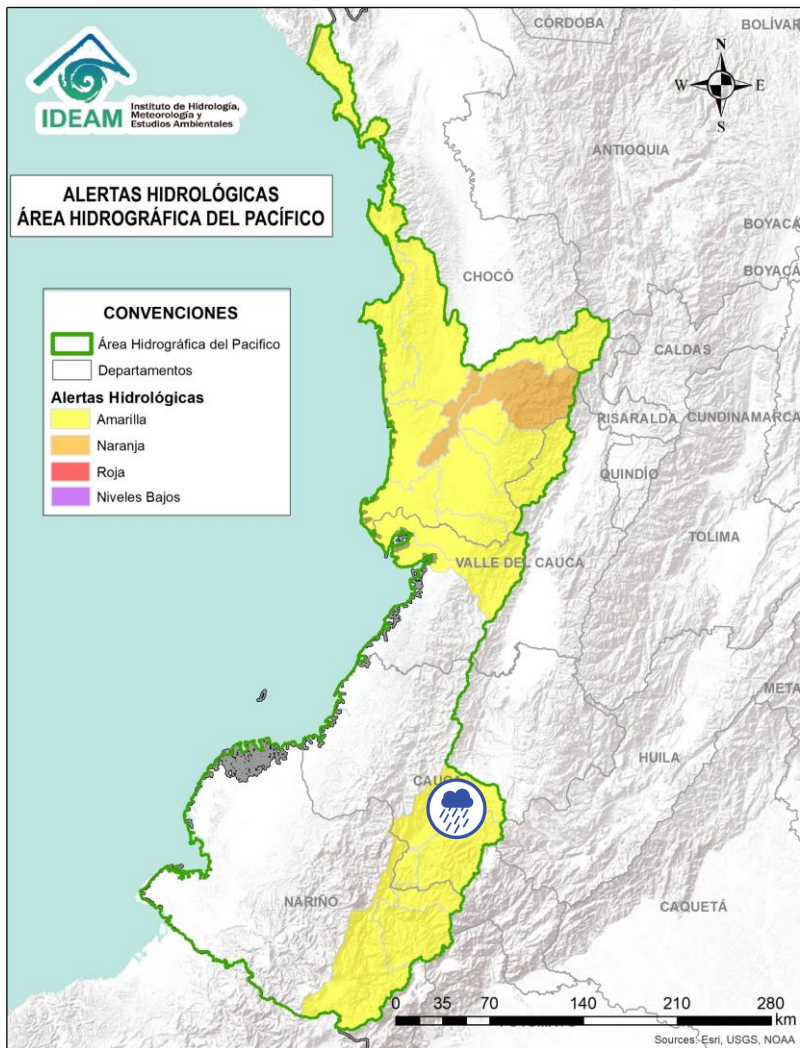 CÓRDOBA
BOLÍVAR
N
W
E
S
IDEAM
Instituto de Hidrología,
Meteorología y
Estudios Ambientales
ANTIOQUIA
ALERTAS HIDROLÓGICAS
ÁREA HIDROGRÁFICA DEL PACÍFICO
BOYACÁ
BOYACÁ
CHOCÓ
CONVENCIONES
Área Hidrográfica del Pacifico
Departamentos
Alertas Hidrológicas
Amarilla
Naranja
Roja
Niveles Bajos
CALDAS
RISARALDA
CUNDINAMARCA
QUINDÍO
TOLIMA
VALLE DEL CAUCA
META
HUILA
CAUCA
NARIÑO
CAQUETÁ
0 35 70 140 210 280
km
Sources: Esri, USGS, NOAA